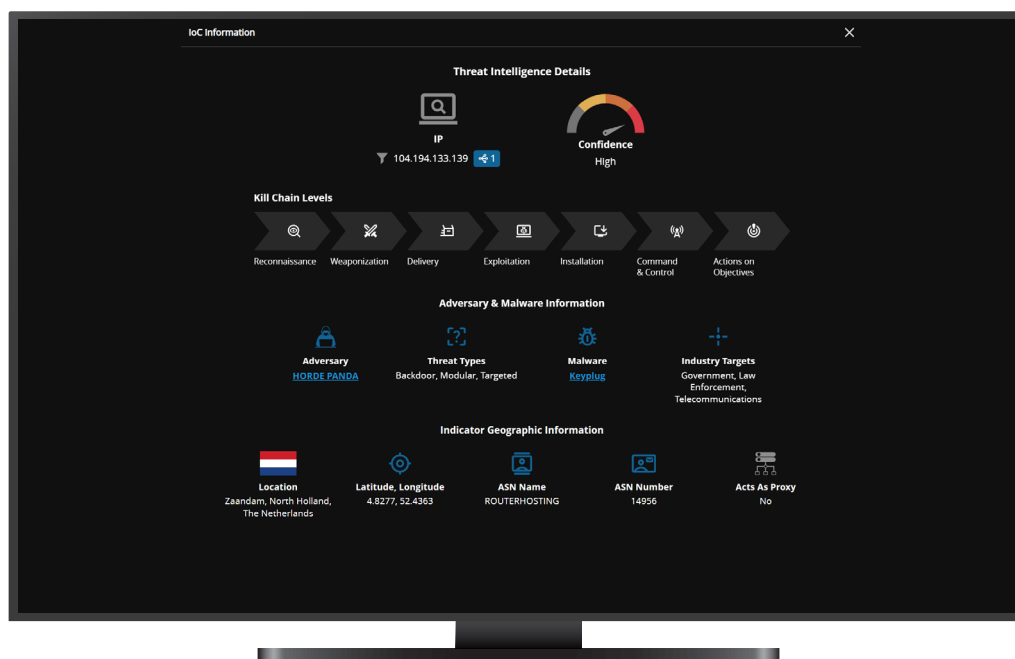 IoC Information
Threat Intelligence Details
IP
104.194.133.139 1
Confidence
High
Kill Chain Levels
Reconnaissance Weaponization Delivery Exploitation Installation Command & Control Actions on Objectives
Adversary & Malware Information
Adversary
HORDE PANDA
Threat Types
Backdoor, Modular, Targeted
Malware
Keyplug
Industry Targets
Government, Law
Enforcement,
Telecommunications
Indicator Geographic Information
Location
Zaandam, North Holland,
The Netherlands
Latitude, Longitude
4.8277, 52.4363
ASN Name
ROUTERHOSTING
ASN Number
14956
Acts As Proxy
No